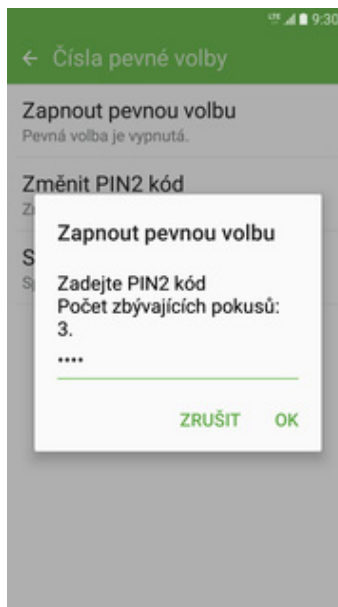 LTE 9:30
Čísla pevné volby
Zapnout pevnou volbu
Pevná volba je vypnutá.
Změnit PIN2 kód
Z
Zapnout pevnou volbu
S
S
Zadejte PIN2 kód
Počet zbývajících pokusů:
3.
••••
ZRUŠIT OK